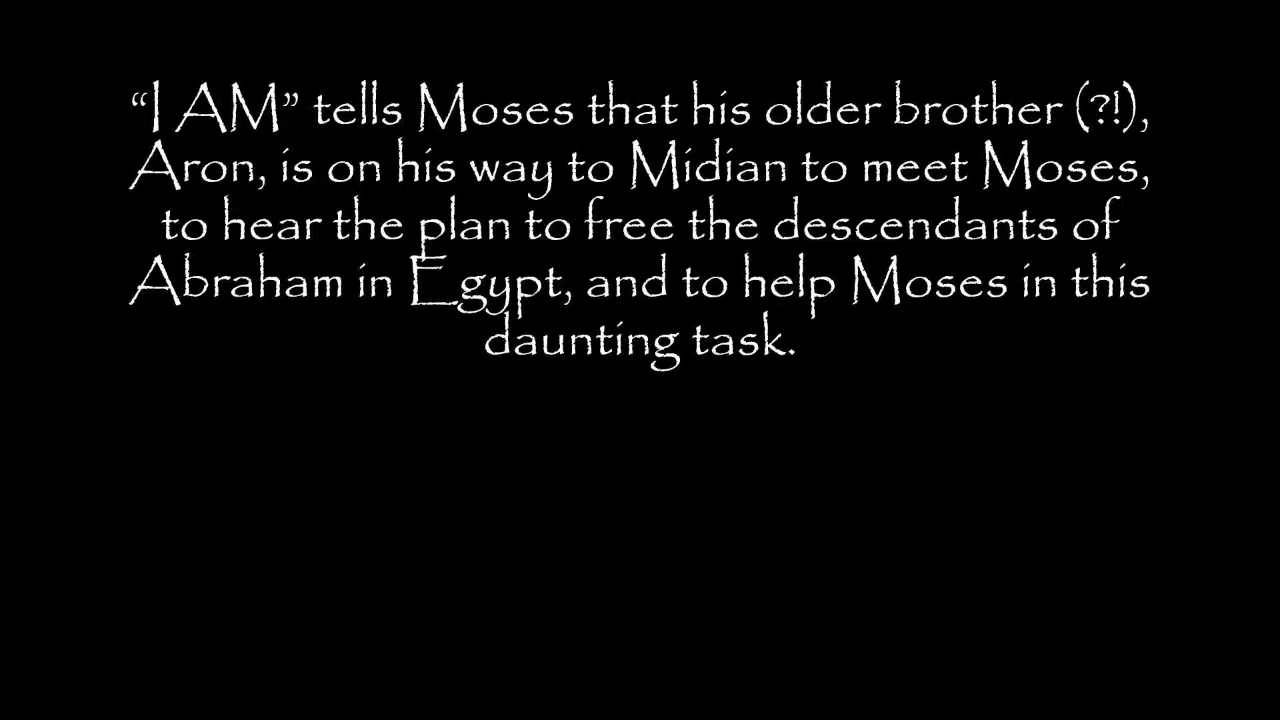 “I AM” tells Moses that his older brother (?!),
Aron, is on his way to Midian to meet Moses,
to hear the plan to free the descendants of
Abraham in Egypt, and to help Moses in this
daunting task.